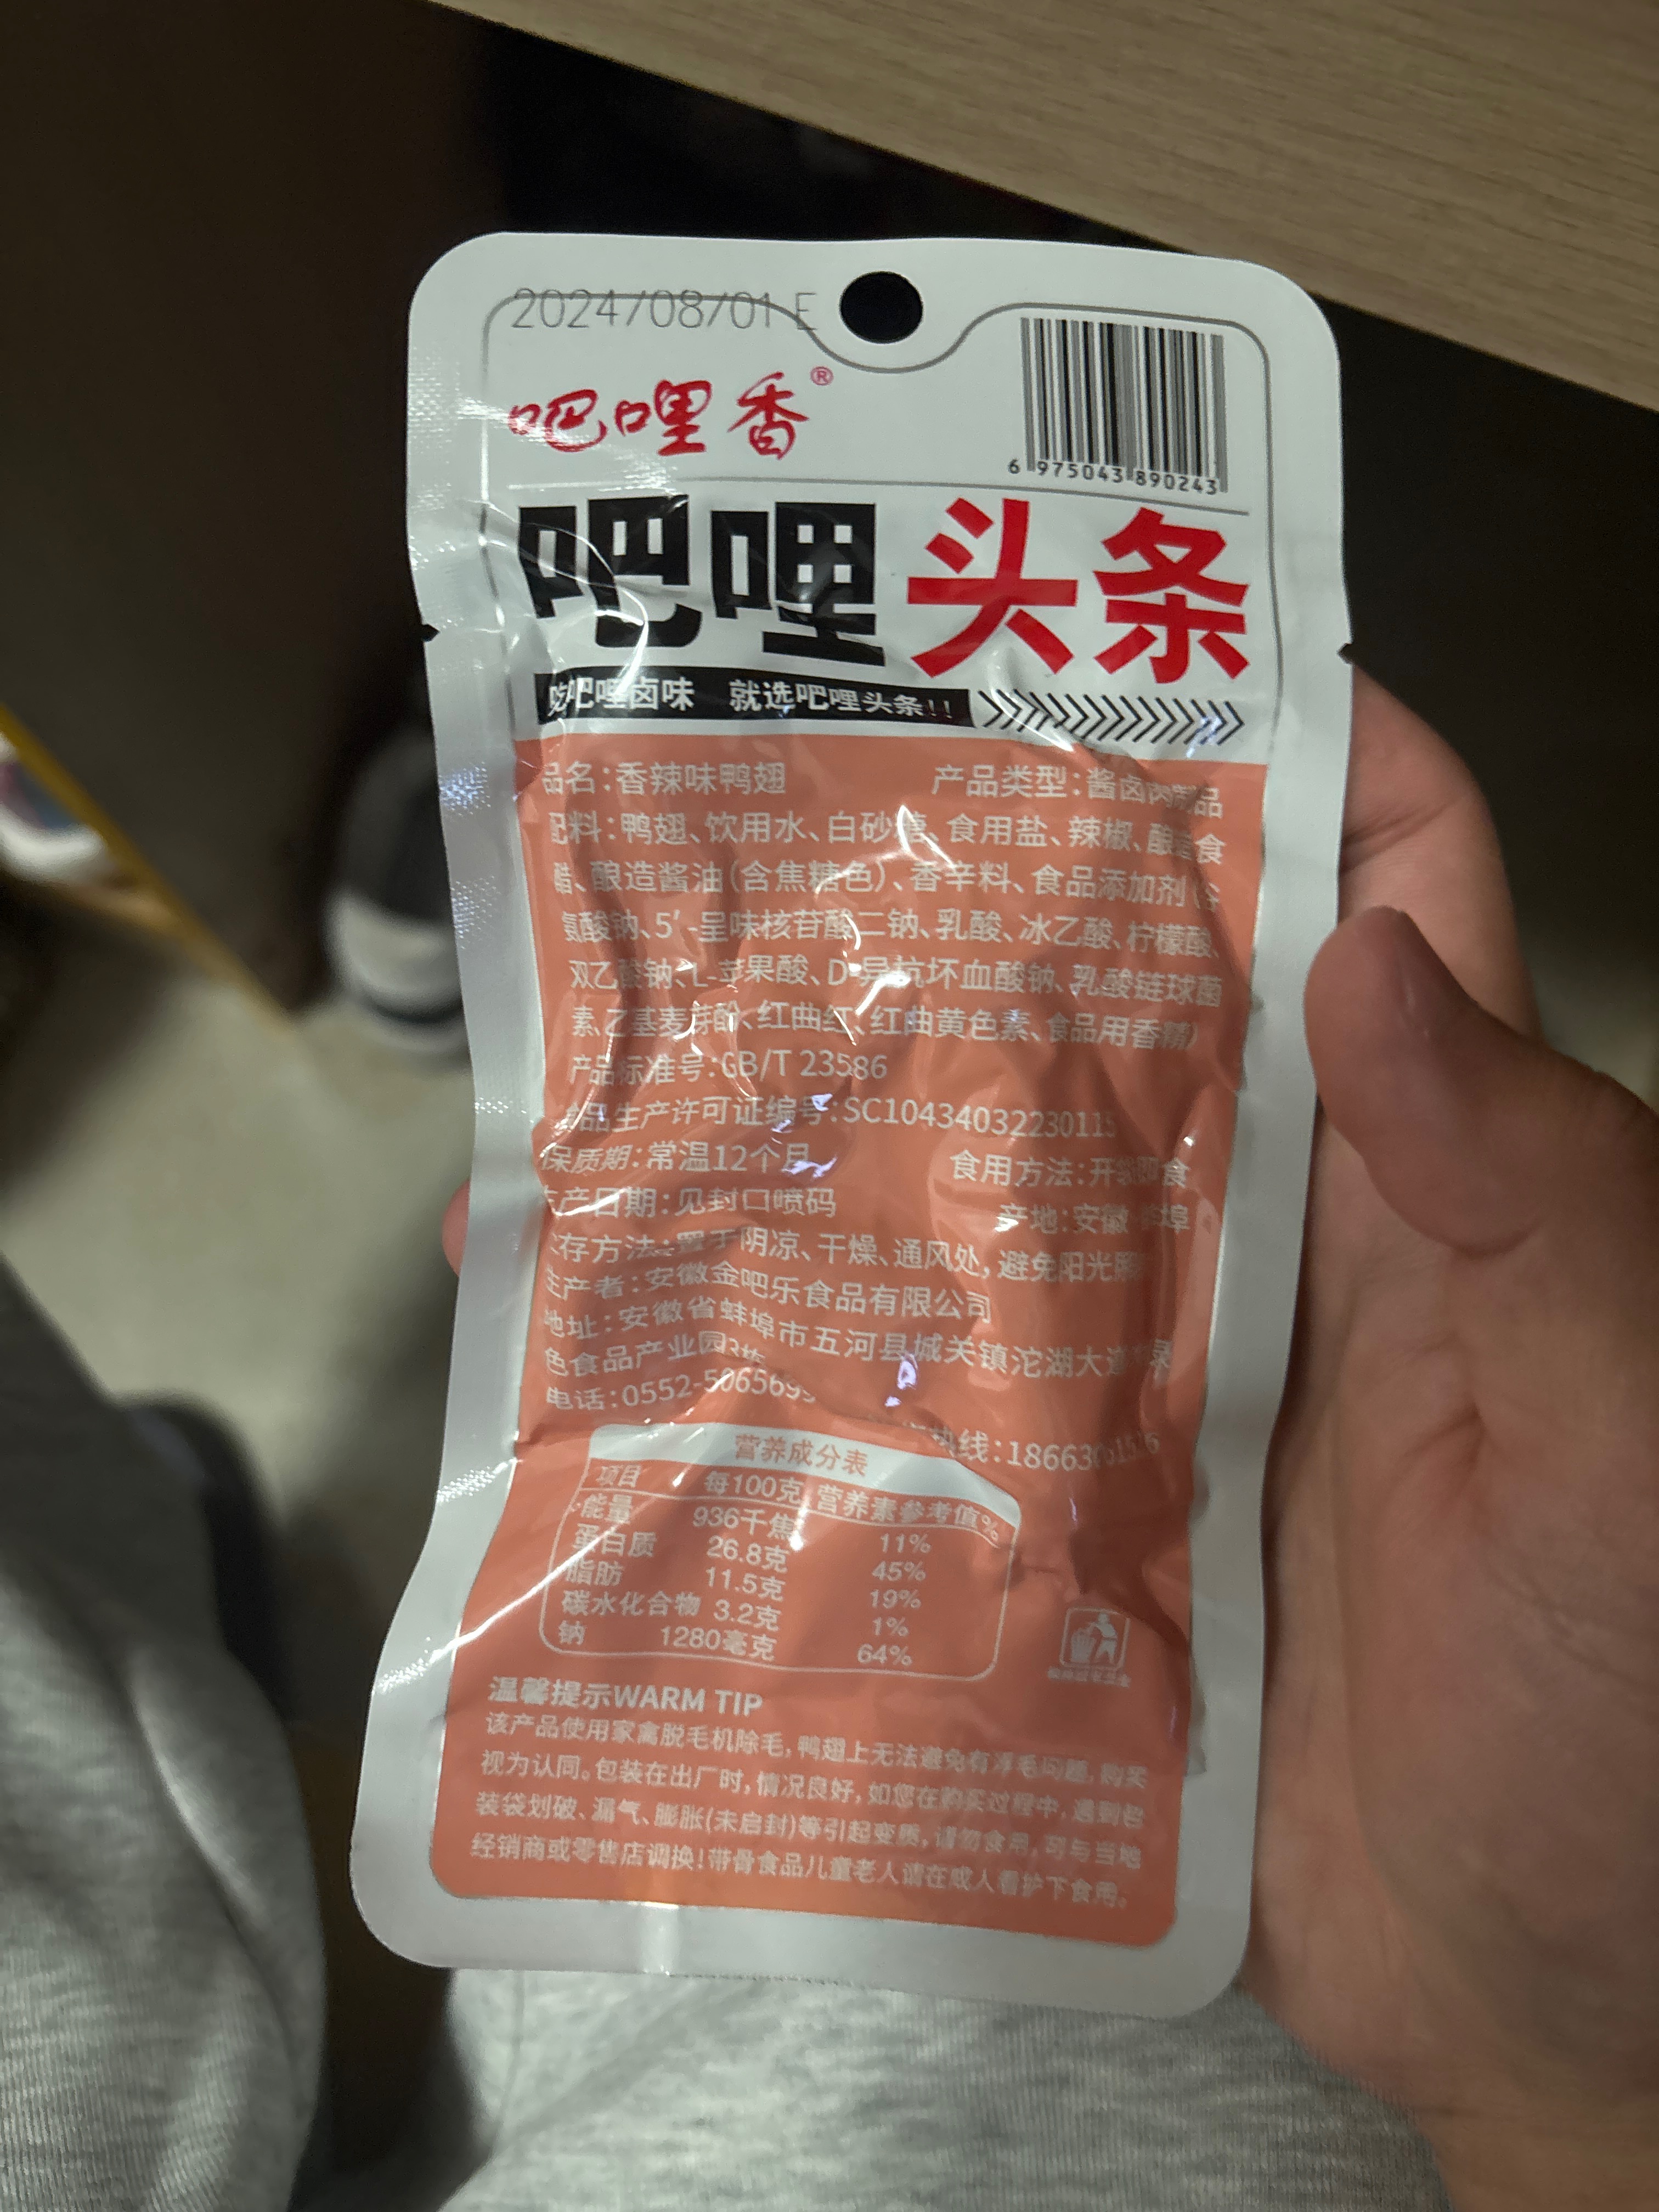 2024/08/01 E
吧哩香®
6 975043 890243
吧哩头条
吃吧哩卤味 就选吧哩头条!!
品名:香辣味鸭翅 产品类型:酱卤肉制品
配料:鸭翅、饮用水、白砂糖、食用盐、辣椒、酿造食
醋、酿造酱油(含焦糖色)、香辛料、食品添加剂(谷
氨酸钠、5'-呈味核苷酸二钠、乳酸、冰乙酸、柠檬酸、
双乙酸钠、L-苹果酸、D-异抗坏血酸钠、乳酸链球菌
素、乙基麦芽酚、红曲红、红曲黄色素、食品用香精)
产品标准号:GB/T 23586
食品生产许可证编号:SC10434032230115
保质期:常温12个月 食用方法:开袋即食
生产日期:见封口喷码 产地:安徽 蚌埠
贮存方法:置于阴凉、干燥、通风处,避免阳光照
生产者:安徽金吧乐食品有限公司
地址:安徽省蚌埠市五河县城关镇沱湖大道
色食品产业园3栋
电话:0552-5065699
热线:
营养成分表
项目 每100克 营养素参考值%
能量 936千焦 11%
蛋白质 26.8克 45%
脂肪 11.5克 19%
碳水化合物 3.2克 1%
钠 1280毫克 64%
温馨提示WARM TIP
该产品使用家禽脱毛机除毛,鸭翅上无法避免有浮毛问题,购买
视为认同。包装在出厂时,情况良好,如您在购买过程中,遇到包
装袋划破、漏气、膨胀(未启封)等引起变质,请勿食用,可与当地
经销商或零售店调换!带骨食品儿童老人请在成人看护下食用。